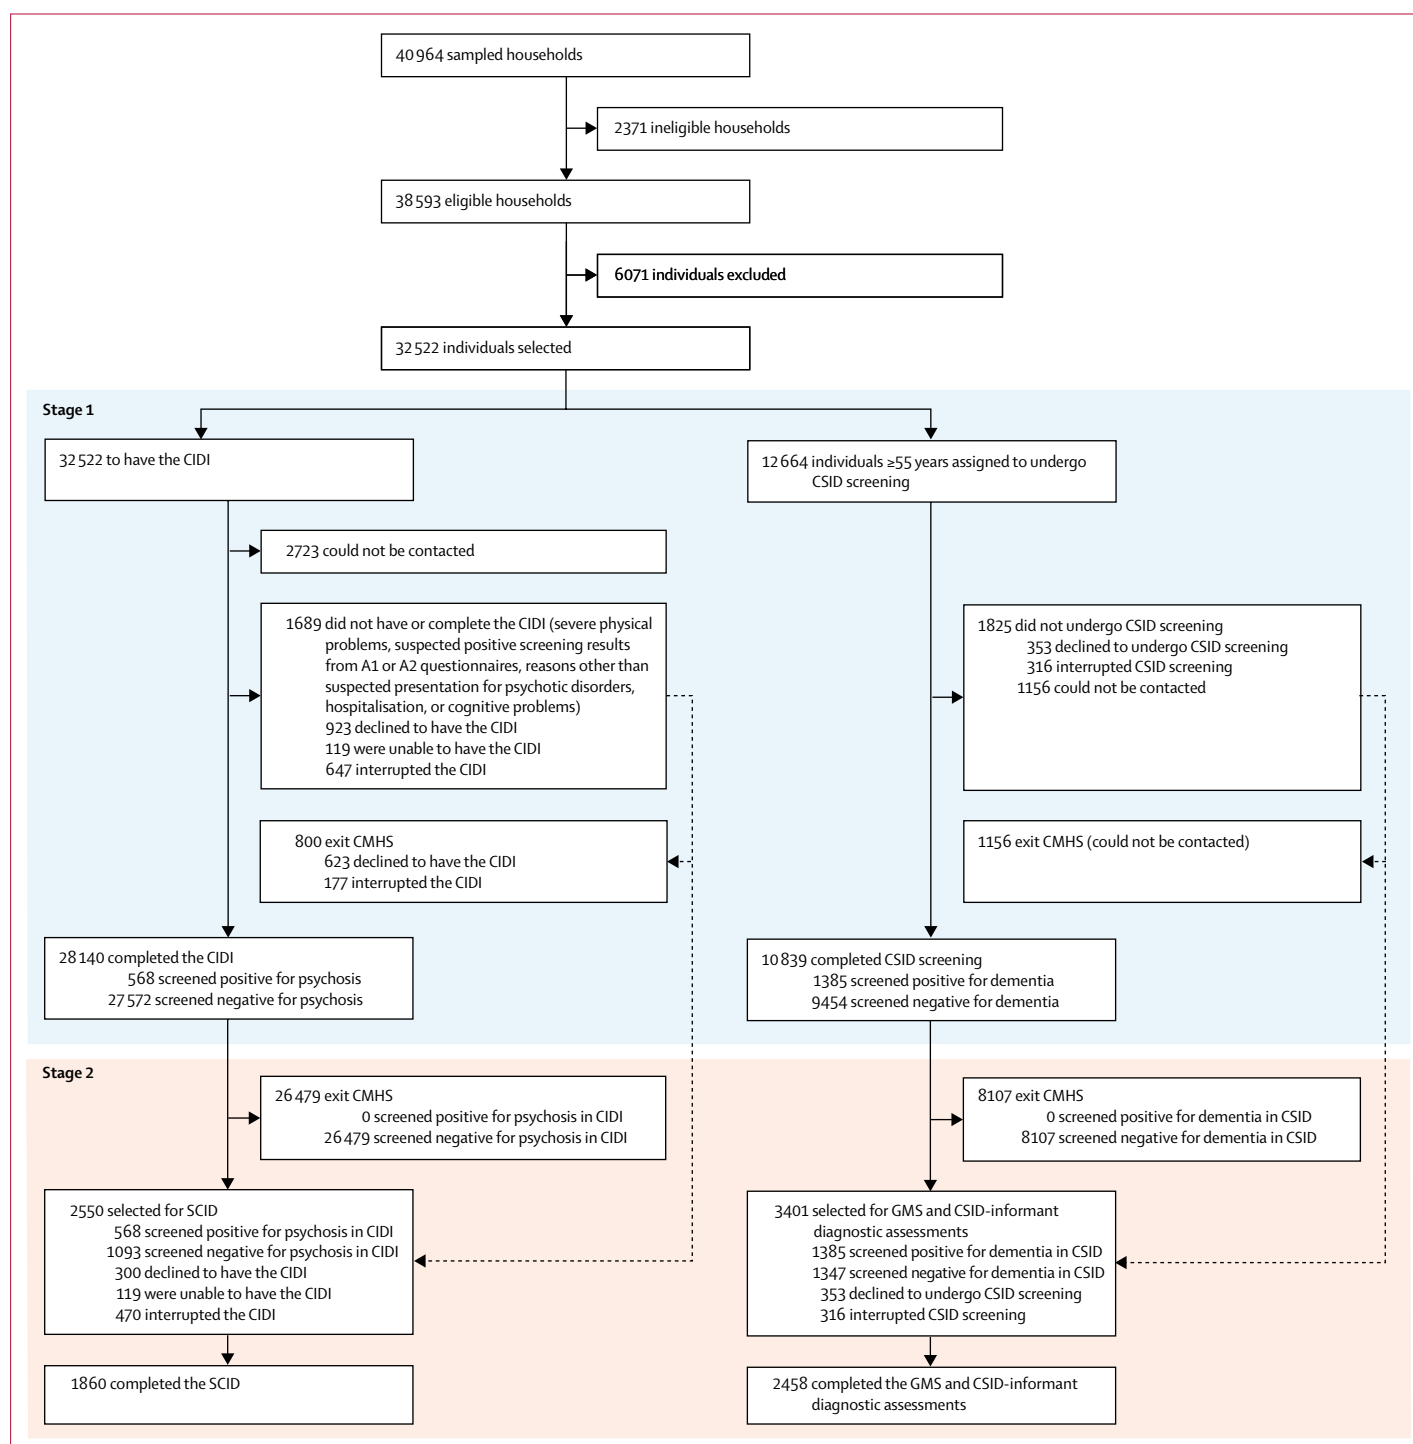 40 964 sampled households
2371 ineligible households
38 593 eligible households
6071 individuals excluded
32 522 individuals selected
Stage 1
32 522 to have the CIDI
12 664 individuals ≥55 years assigned to undergo
CSID screening
2723 could not be contacted
1689 did not have or complete the CIDI (severe physical
problems, suspected positive screening results
from A1 or A2 questionnaires, reasons other than
suspected presentation for psychotic disorders,
hospitalisation, or cognitive problems)
923 declined to have the CIDI
119 were unable to have the CIDI
647 interrupted the CIDI
1825 did not undergo CSID screening
353 declined to undergo CSID screening
316 interrupted CSID screening
1156 could not be contacted
800 exit CMHS
623 declined to have the CIDI
177 interrupted the CIDI
1156 exit CMHS (could not be contacted)
28 140 completed the CIDI
568 screened positive for psychosis
27 572 screened negative for psychosis
10 839 completed CSID screening
1385 screened positive for dementia
9454 screened negative for dementia
Stage 2
26 479 exit CMHS
0 screened positive for psychosis in CIDI
26 479 screened negative for psychosis in CIDI
8107 exit CMHS
0 screened positive for dementia in CSID
8107 screened negative for dementia in CSID
2550 selected for SCID
568 screened positive for psychosis in CIDI
1093 screened negative for psychosis in CIDI
300 declined to have the CIDI
119 were unable to have the CIDI
470 interrupted the CIDI
3401 selected for GMS and CSID-informant
diagnostic assessments
1385 screened positive for dementia in CSID
1347 screened negative for dementia in CSID
353 declined to undergo CSID screening
316 interrupted CSID screening
1860 completed the SCID
2458 completed the GMS and CSID-informant
diagnostic assessments